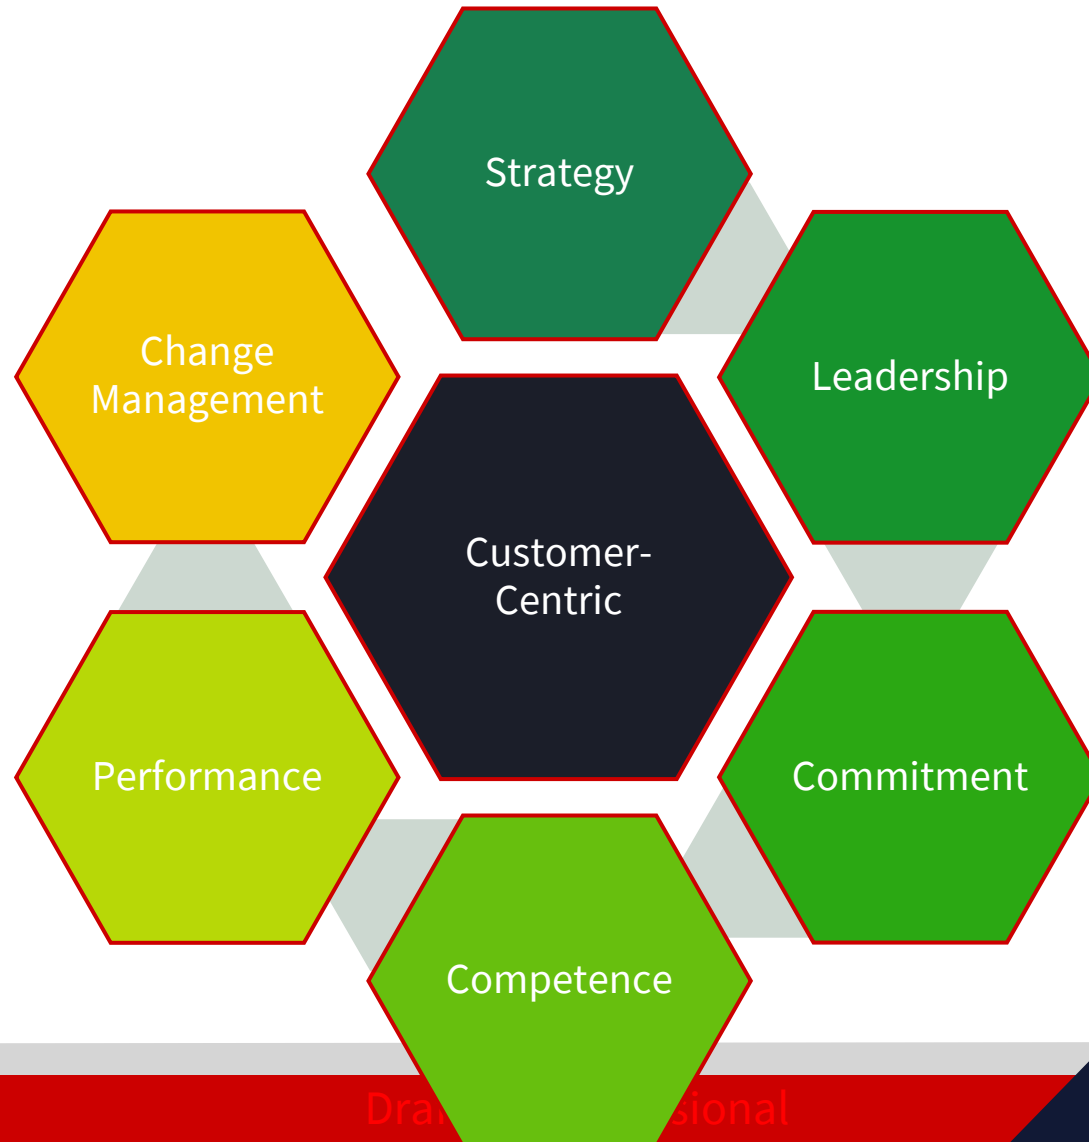 Strategy
Leadership
Change
Management
Customer-
Centric
Performance
Commitment
Competence